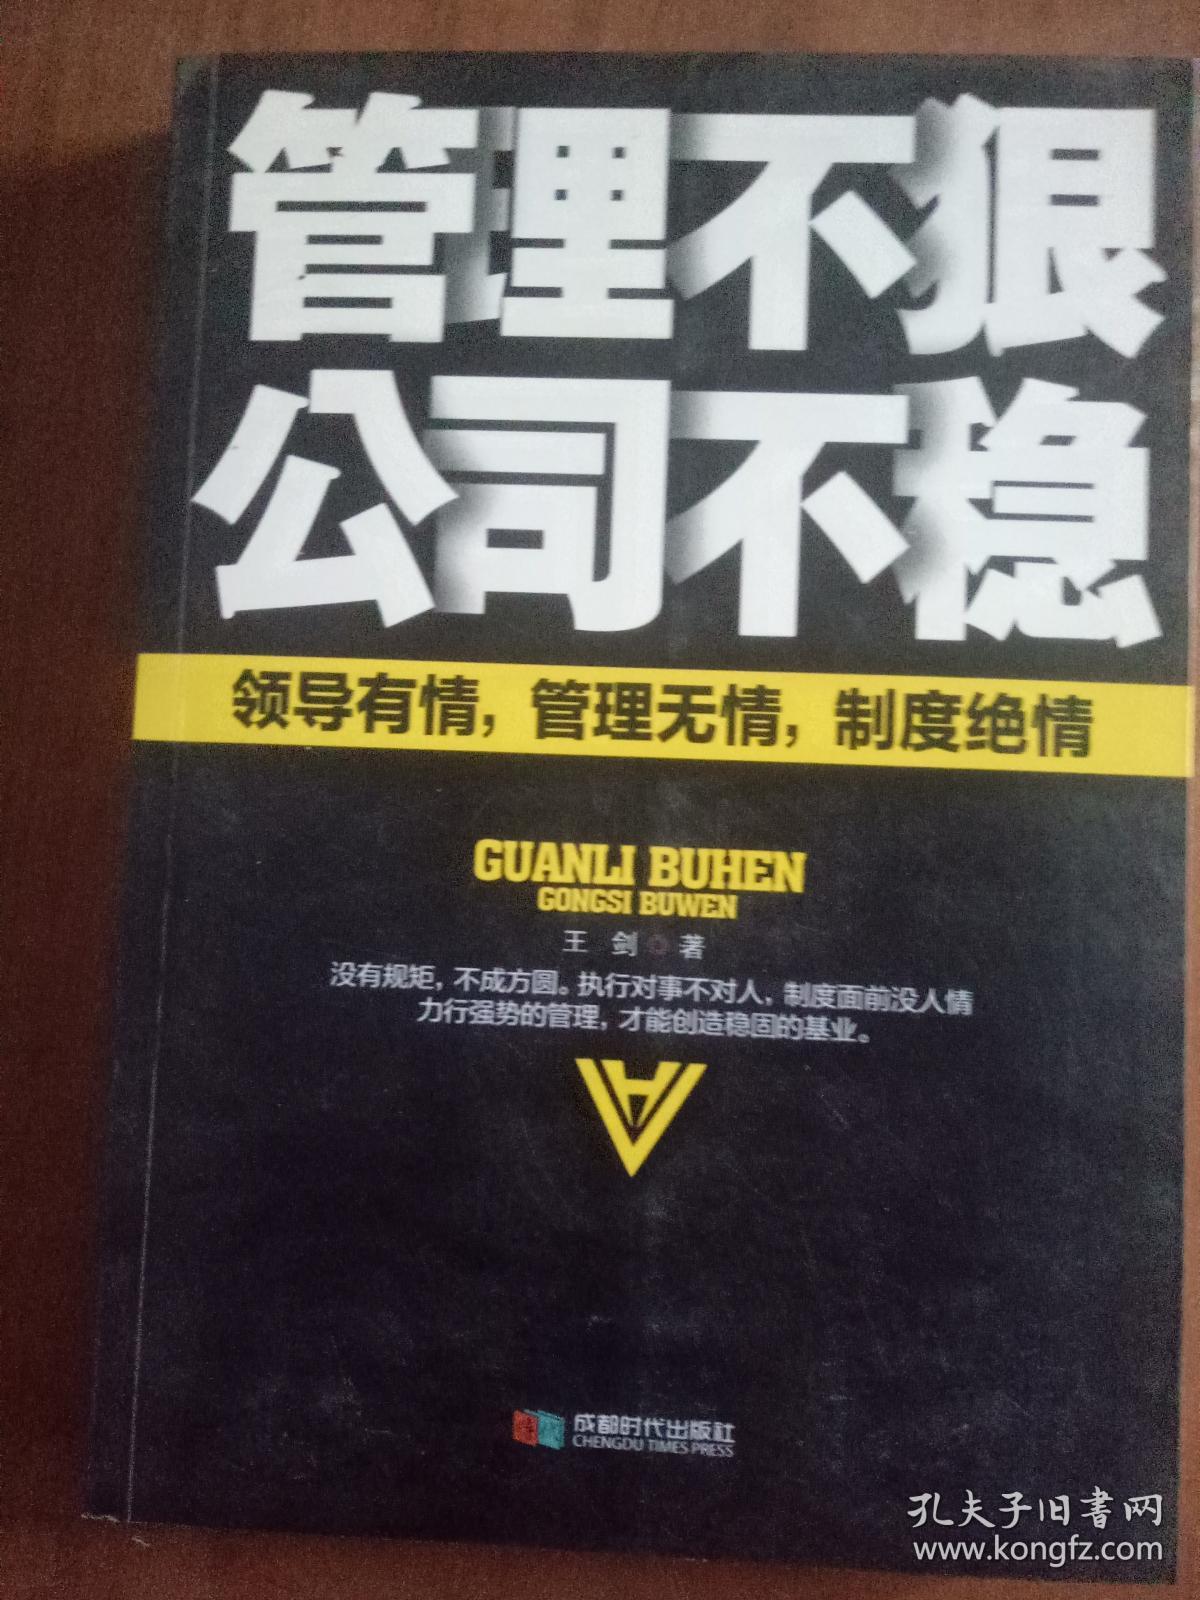 管理不狠
公司不稳
领导有情，管理无情，制度绝情
GUANLI BUHEN
GONGSI BUWEN
王 剑 著
没有规矩，不成方圆。执行对事不对人，制度面前没人情
力行强势的管理，才能创造稳固的基业。
成都时代出版社
CHENGDU TIMES PRESS
孔夫子旧書网
www.kongfz.com